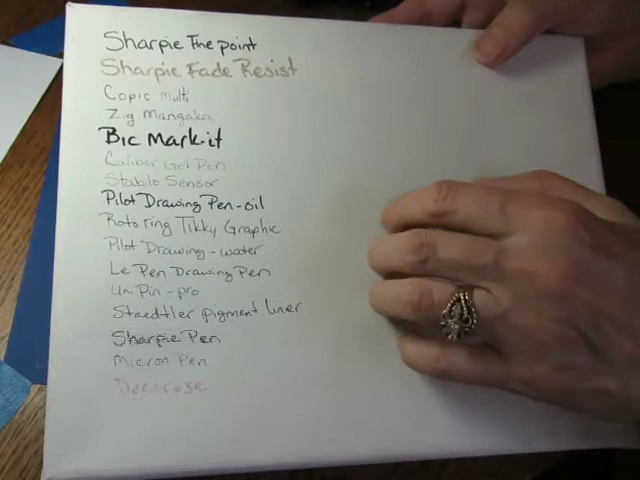 Sharpie Fine point
Sharpie Fade Resist
Copic multi
Zig Mangaka
Bic Mark-it
Caliber Gel Pen
Stabilo Sensor
Pilot Drawing Pen-oil
Rotoring Tikky Graphic
Pilot Drawing - water
Le Pen Drawing Pen
Uni Pin - pro
Staedtler pigment liner
Sharpie Pen
Micron Pen